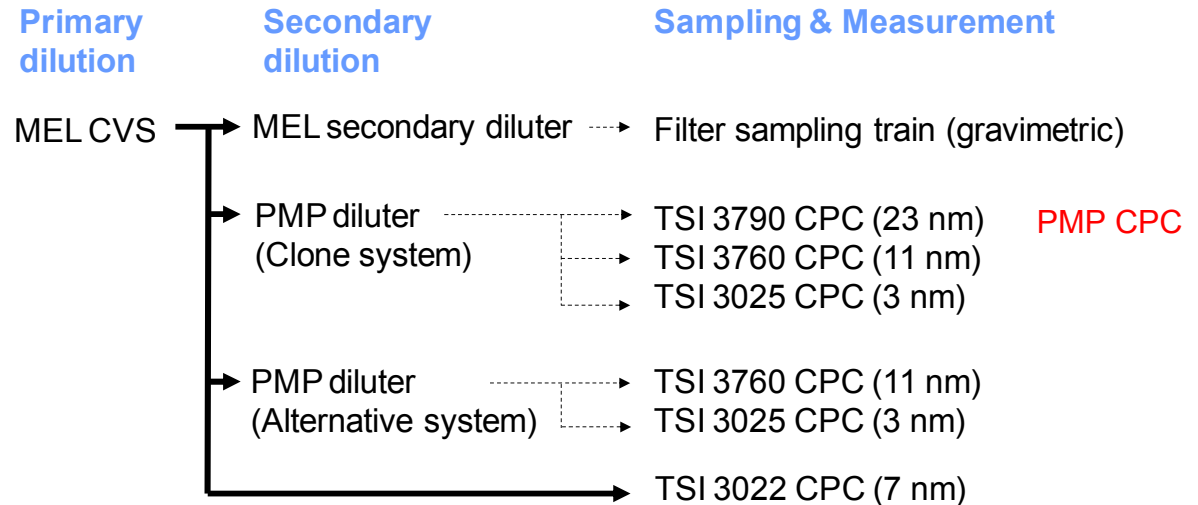 Primary dilution
Secondary dilution
Sampling & Measurement
MEL CVS
MEL secondary diluter
Filter sampling train (gravimetric)
PMP diluter
(Clone system)
TSI 3790 CPC (23 nm)
PMP CPC
TSI 3760 CPC (11 nm)
TSI 3025 CPC (3 nm)
PMP diluter
(Alternative system)
TSI 3760 CPC (11 nm)
TSI 3025 CPC (3 nm)
TSI 3022 CPC (7 nm)